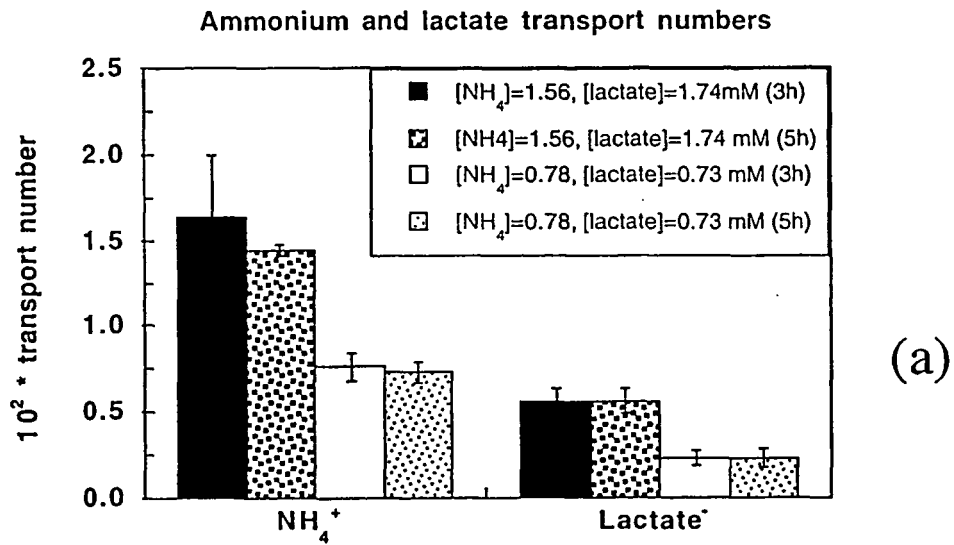 Ammonium and lactate transport numbers
10² * transport number
2.5
2.0
1.5
1.0
0.5
0.0
[NH₄]=1.56, [lactate]=1.74mM (3h)
[NH4]=1.56, [lactate]=1.74 mM (5h)
[NH₄]=0.78, [lactate]=0.73 mM (3h)
[NH₄]=0.78, [lactate]=0.73 mM (5h)
(a)
NH₄⁺
Lactate⁻